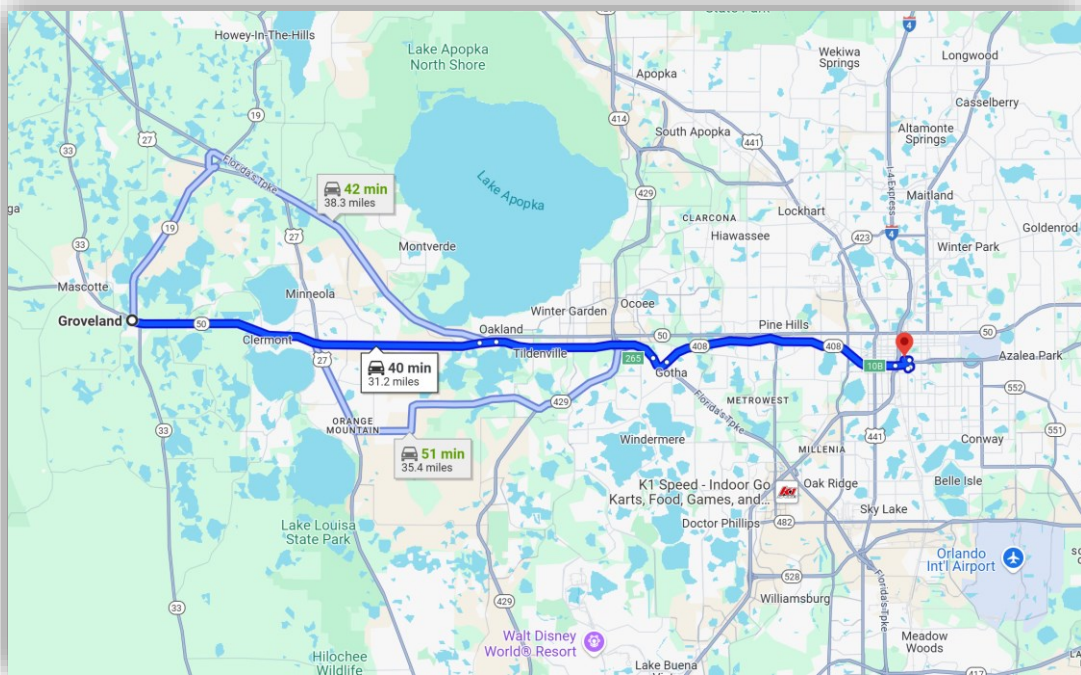 Howey-In-The-Hills
Lake Apopka
North Shore
Wekiwa
Springs
Longwood
Apopka
Casselberry
South Apopka
Altamonte
Springs
Florida's Tpke
I-4 Express
42 min
38.3 miles
Lake Apopka
Maitland
CLARCONA
Lockhart
Hiawassee
Goldenrod
Winter Park
Montverde
Mascotte
Minneola
Winter Garden
Ocoee
Groveland
Pine Hills
Clermont
Oakland
Tildenville
Azalea Park
40 min
31.2 miles
Gotha
METROWEST
ORANGE
MOUNTAIN
Florida's Tpke
51 min
35.4 miles
Windermere
MILLENIA
Conway
K1 Speed - Indoor Go
Karts, Food, Games, and...
Oak Ridge
Belle Isle
Sky Lake
Doctor Phillips
Lake Louisa
State Park
Orlando
Int'l Airport
Florida's Tpke
Williamsburg
Walt Disney
World® Resort
Meadow
Woods
Hilochee
Wildlife
Lake Buena
4
19
27
33
414
441
429
19
27
33
423
4
50
50
50
408
408
265
10B
27
429
552
551
441
33
482
528
429
33
417